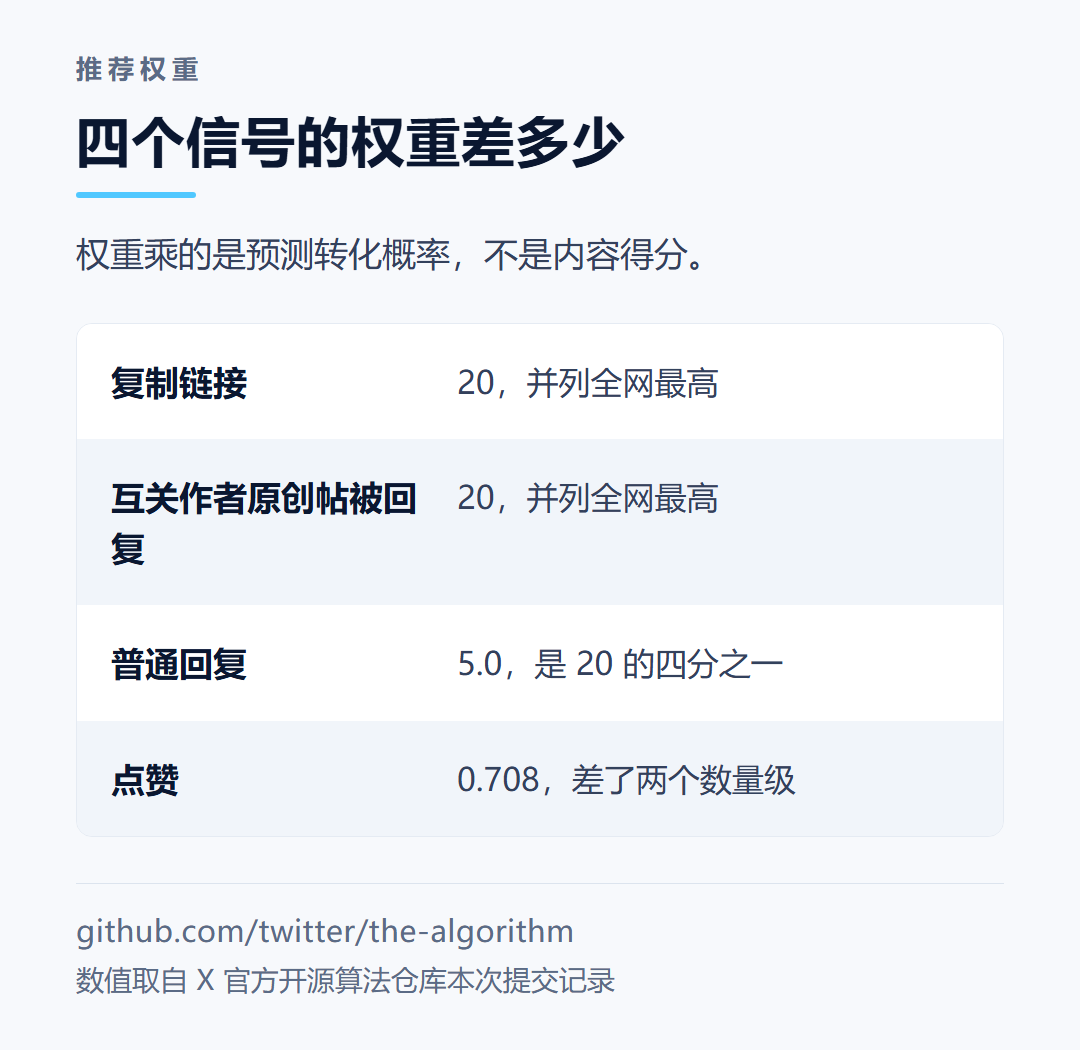 推荐权重
四个信号的权重差多少
权重乘的是预测转化概率，不是内容得分。
复制链接
20，并列全网最高
互关作者原创帖被回
复
20，并列全网最高
普通回复
5.0，是 20 的四分之一
点赞
0.708，差了两个数量级
github.com/twitter/the-algorithm
数值取自 X 官方开源算法仓库本次提交记录